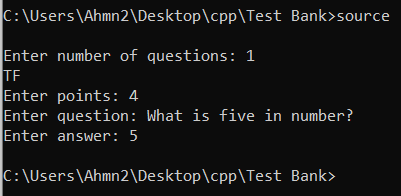 C:\Users\Ahmn2\Desktop\cpp\Test Bank>source
Enter number of questions: 1
TF
Enter points: 4
Enter question: What is five in number?
Enter answer: 5
C:\Users\Ahmn2\Desktop\cpp\Test Bank>